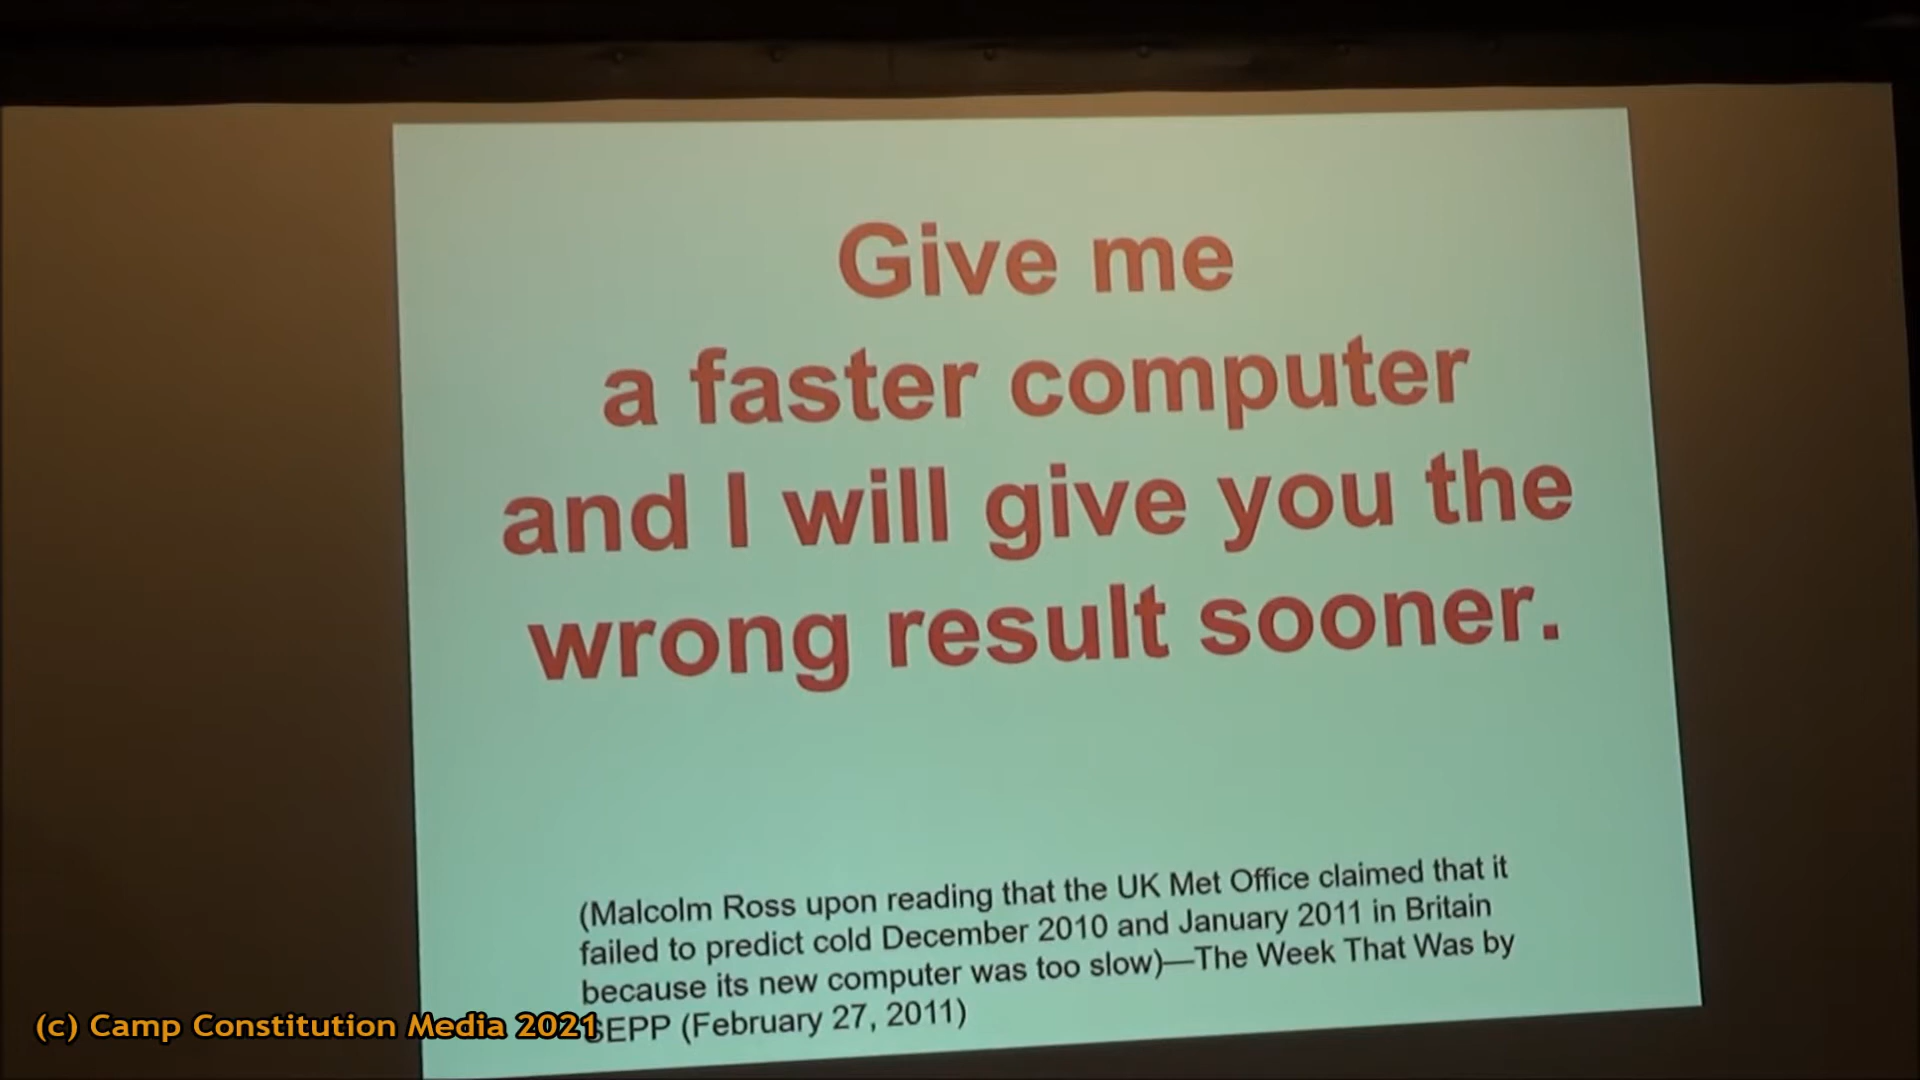 Give me
a faster computer
and I will give you the
wrong result sooner.
(Malcolm Ross upon reading that the UK Met Office claimed that it
failed to predict cold December 2010 and January 2011 in Britain
because its new computer was too slow)—The Week That Was by
SEPP (February 27, 2011)
(c) Camp Constitution Media 2021